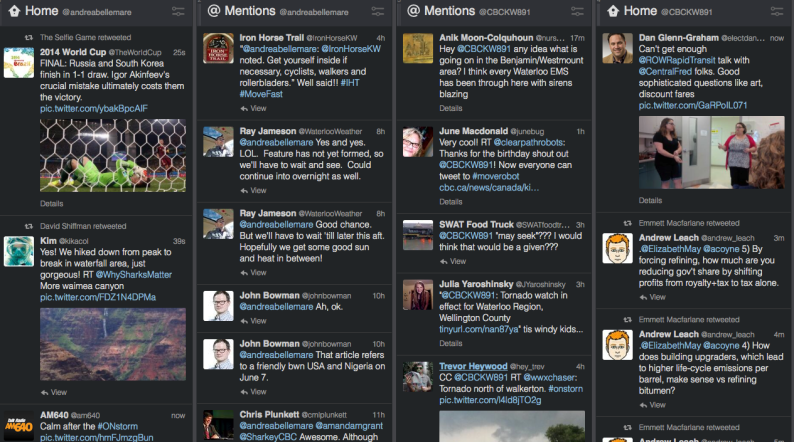 Home @andreabellemare
The Selfie Game retweeted
2014 World Cup @TheWorldCup 25s
FINAL: Russia and South Korea
finish in 1-1 draw. Igor Akinfeev's
crucial mistake ultimately costs them
the victory.
pic.twitter.com/ybakBpcAIF
Details
David Shiffman retweeted
Kim @kikacol 39s
Yes! We hiked down from peak to
breath in waterfall area, just
gorgeous! RT @WhySharksMatter
More waimea canyon
pic.twitter.com/FDZ1N4DPMa
View
AM640 @am640 now
Calm after the #ONstorm
pic.twitter.com/hmFJmzgBun
@ Mentions @andreabellemare
Iron Horse Trail @IronHorseKW 4h
"@andreabellemare: @IronHorseKW
noted. Get yourself inside if
necessary, cyclists, walkers and
rollerbladers." Well said!! #IHT
#MoveFast
View
Ray Jameson @WaterlooWeather 8h
@andreabellemare Yes and yes.
LOL. Feature has not yet formed, so
we'll have to wait and see. Could
continue into overnight as well.
View
Ray Jameson @WaterlooWeather 8h
@andreabellemare Good chance.
But we'll have to wait 'till later this aft.
Hopefully we get some good sun
and heat in between!
View
John Bowman @johnbowman 10h
@andreabellemare Ah, ok.
View
John Bowman @johnbowman 10h
@andreabellemare That article refers
to a friendly bwn USA and Nigeria on
June 7.
View
Chris Plunkett @cmlplunkett 11h
@andreabellemare @amandamgrant
@SharkeyCBC Awesome. Although
@ Mentions @CBCKW891
Anik Moon-Colquhoun @nurs... 17m
Hey @CBCKW891 any idea what is
going on in the Benjamin/Westmount
area? I think every Waterloo EMS
has been through here with sirens
blazing
Details
June Macdonald @junebug 1h
Very cool! RT @clearpathrobots:
Thanks for the birthday shout out
@CBCKW891! Now everyone can
tweet to #moverobot
cbc.ca/news/canada/ki...
Details
SWAT Food Truck @SWATfoodtr... 3h
@CBCKW891 "may seek"??? I would
think that would be a given???
View
Julia Yaroshinsky @JYaroshinsky 3h
"@CBCKW891: Tornado watch in
effect for Waterloo Region,
Wellington County
tinyurl.com/nan87ya" tis windy kids...
Details
Trevor Heywood @hey_trev 4h
CC @CBCKW891 RT @wwxchaser:
Tornado north of walkerton. #onstorm
pic.twitter.com/l4Id8jTO2g
Home @CBCKW891
Dan Glenn-Graham @electdan... now
Can't get enough
@ROWRapidTransit talk with
@CentralFred folks. Good
sophisticated questions like art,
discount fares
pic.twitter.com/GaRPolL071
Details
Emmett Macfarlane retweeted
Andrew Leach @andrew_leach 3m
.@ElizabethMay @acoyne 5) By
forcing refining, how much are you
reducing gov't share by shifting
profits from royalty+tax to tax alone.
View
Emmett Macfarlane retweeted
Andrew Leach @andrew_leach 4m
.@ElizabethMay @acoyne 4) How
does building upgraders, which lead
to higher life-cycle emissions per
barrel, make sense vs refining
bitumen?
View
Emmett Macfarlane retweeted